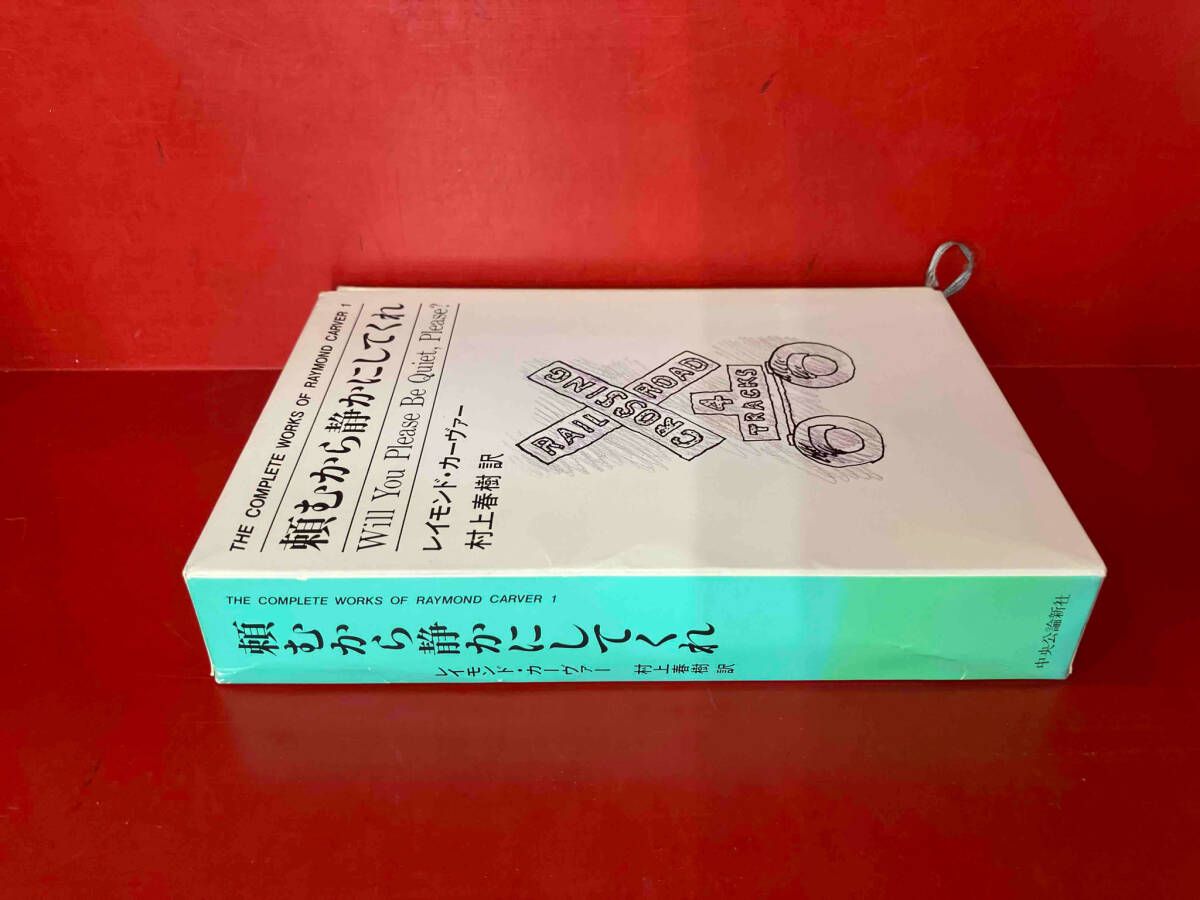 THE COMPLETE WORKS OF RAYMOND CARVER 1
頼むから静かにしてくれ
Will You Please Be Quiet, Please?
レイモンド・カーヴァー
村上春樹 訳
RAILROAD
CROSSING
4
TRACKS
THE COMPLETE WORKS OF RAYMOND CARVER 1
頼むから静かにしてくれ
レイモンド・カーヴァー 村上春樹 訳
中央公論新社